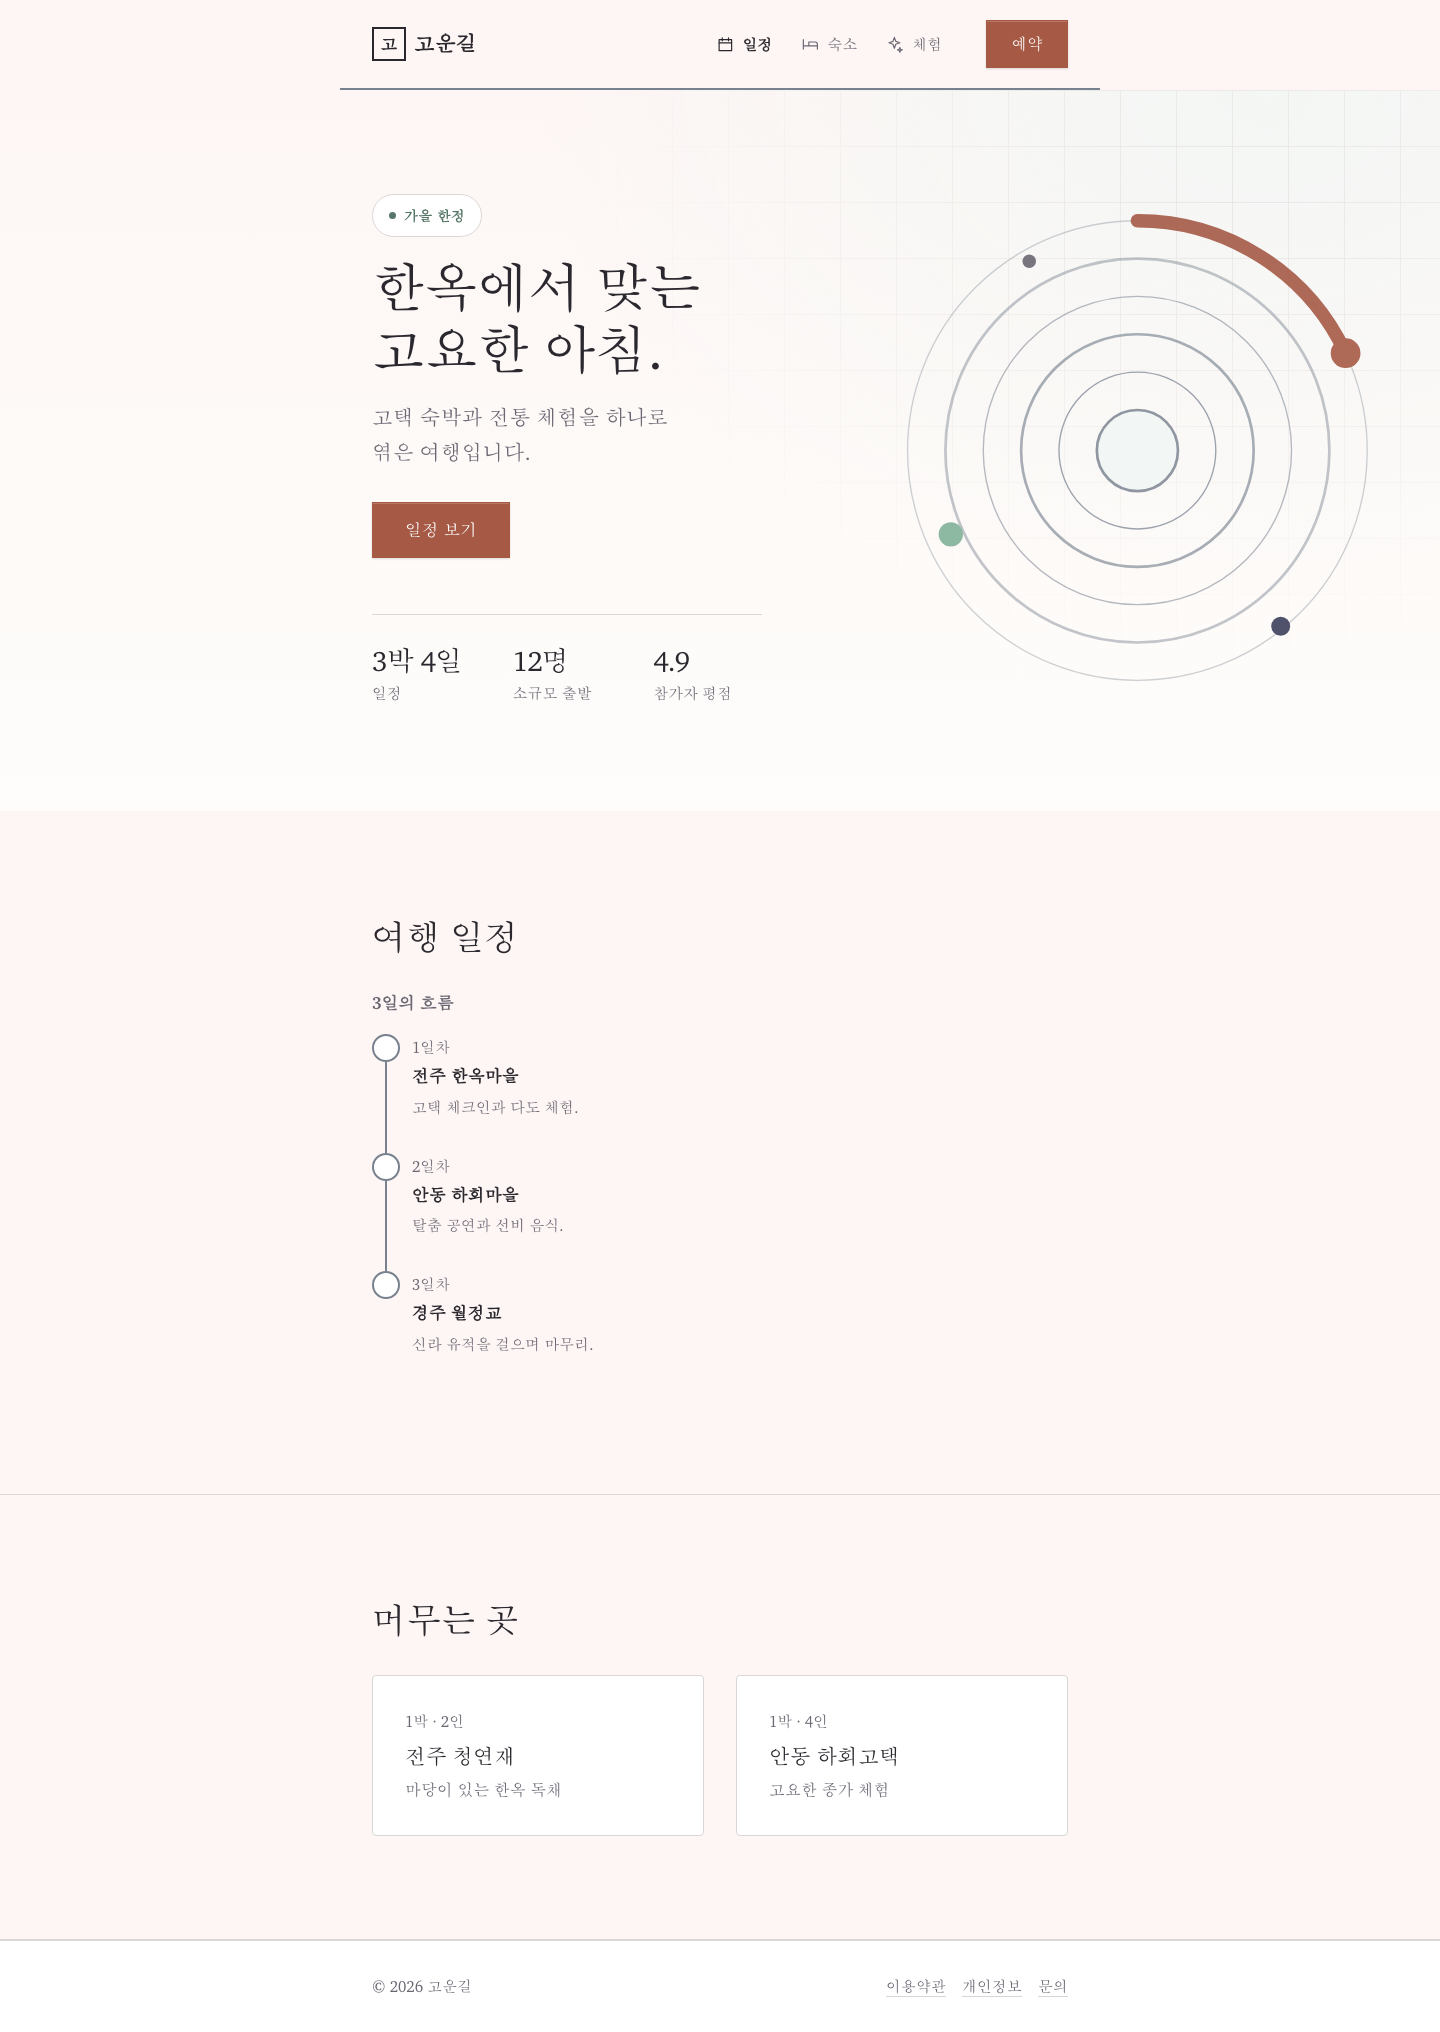 고 고운길
일정 숙소 체험 예약
가을 한정
한옥에서 맞는
고요한 아침.
고택 숙박과 전통 체험을 하나로
엮은 여행입니다.
일정 보기
3박 4일 12명 4.9
일정 소규모 출발 참가자 평점
여행 일정
3일의 흐름
1일차
전주 한옥마을
고택 체크인과 다도 체험.
2일차
안동 하회마을
탈춤 공연과 선비 음식.
3일차
경주 월정교
신라 유적을 걸으며 마무리.
머무는 곳
1박 · 2인
전주 청연재
마당이 있는 한옥 독채
1박 · 4인
안동 하회고택
고요한 종가 체험
© 2026 고운길
이용약관 개인정보 문의